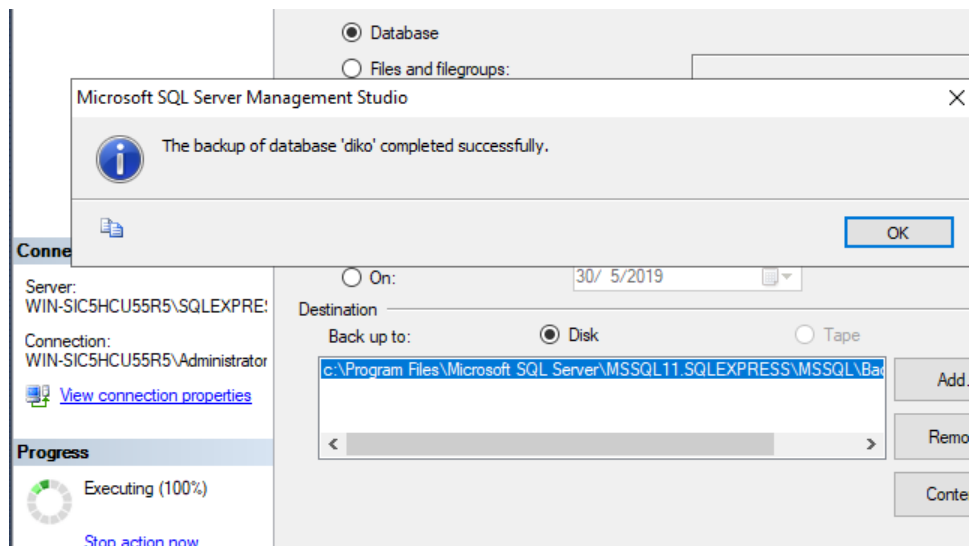 Database
Files and filegroups:
Microsoft SQL Server Management Studio
The backup of database 'diko' completed successfully.
OK
Conne
On:
30/ 5/2019
Server:
WIN-SIC5HCU55R5\SQLEXPRE
Destination
Back up to:
Disk
Tape
Connection:
WIN-SIC5HCU55R5\Administrator
c:\Program Files\Microsoft SQL Server\MSSQL11.SQLEXPRESS\MSSQL\Bac
Add.
View connection properties
Remo
Progress
Executing (100%)
Conte
Stop action now